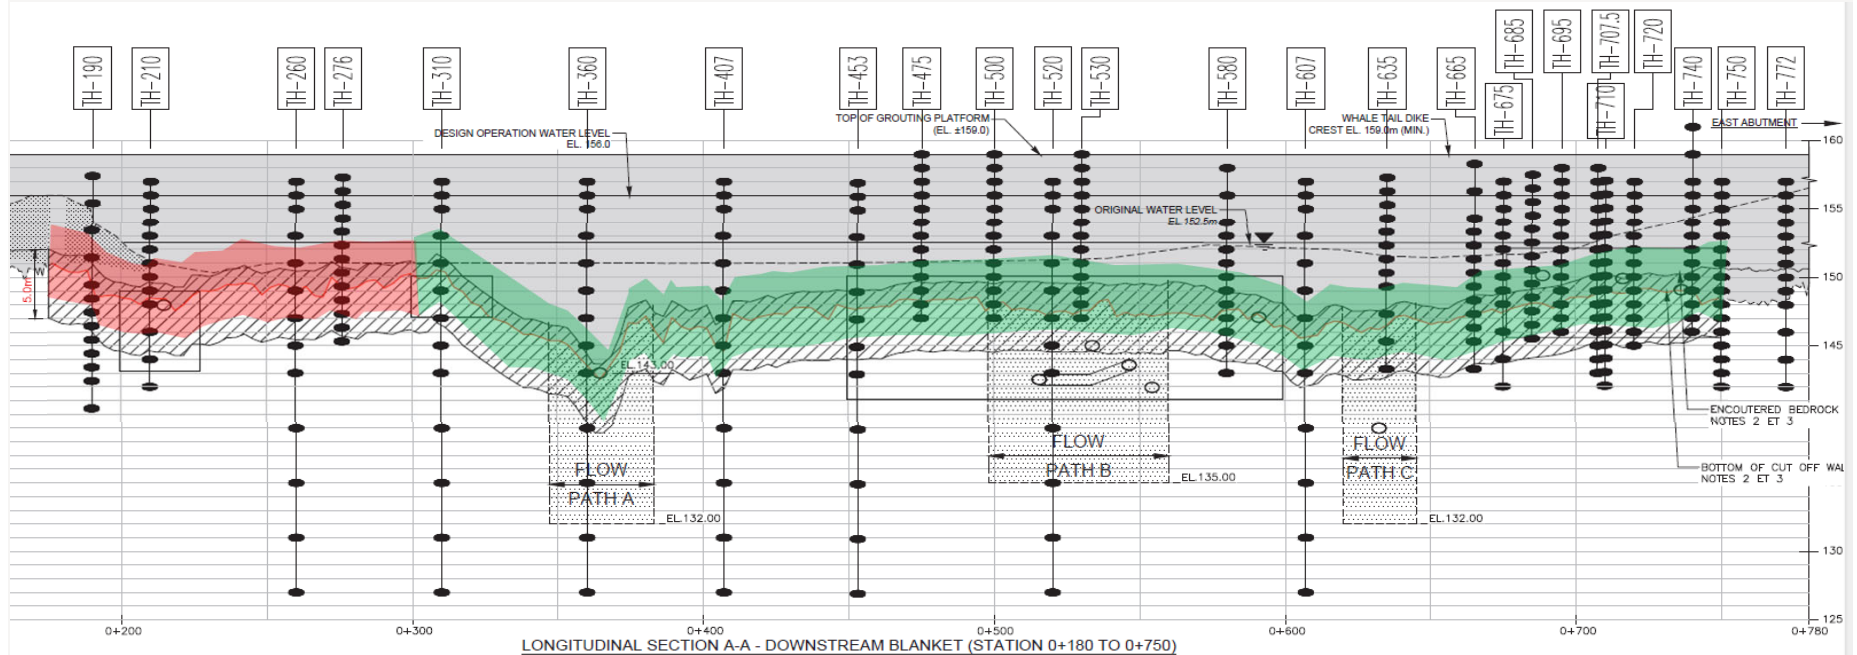 TH-190
TH-210
TH-260
TH-276
TH-310
TH-360
TH-407
TH-453
TH-475
TH-500
TH-520
TH-530
TH-580
TH-607
TH-635
TH-665
TH-675
TH-685
TH-695
TH-707.5
TH-710
TH-720
TH-740
TH-750
TH-772
DESIGN OPERATION WATER LEVEL
EL. 156.0
TOP OF GROUTING PLATFORM
(EL. ±159.0)
WHALE TAIL DIKE
CREST EL. 159.0m (MIN.)
EAST ABUTMENT
ORIGINAL WATER LEVEL
EL. 152.5m
160
155
150
145
130
125
5.0m
EL.143.00
FLOW
PATH A
EL.132.00
FLOW
PATH B
EL.135.00
FLOW
PATH C
EL.132.00
ENCOUTERED BEDROCK
NOTES 2 ET 3
BOTTOM OF CUT OFF WAL
NOTES 2 ET 3
0+200
0+300
0+400
0+500
0+600
0+700
0+780
LONGITUDINAL SECTION A-A - DOWNSTREAM BLANKET (STATION 0+180 TO 0+750)